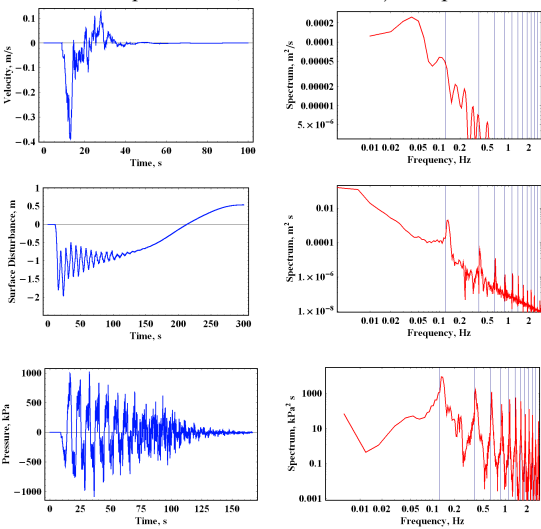 0.1
0
−0.1
−0.2
−0.3
−0.4
Velocity, m/s
0 20 40 60 80 100
Time, s
0.0002
0.0001
0.00005
0.00002
0.00001
5.×10⁻⁶
Spectrum, m²/s
0.01 0.02 0.05 0.1 0.2 0.5 1 2
Frequency, Hz
1
0.5
0
−0.5
−1
−1.5
−2
Surface Disturbance, m
0 50 100 150 200 250 300
Time, s
0.01
0.0001
1.×10⁻⁶
1.×10⁻⁸
Spectrum, m² s
0.01 0.02 0.05 0.1 0.2 0.5 1 2
Frequency, Hz
1000
500
0
−500
−1000
Pressure, kPa
0 25 50 75 100 125 150
Time, s
1000
10
0.1
0.001
Spectrum, kPa² s
0.01 0.02 0.05 0.1 0.2 0.5 1 2
Frequency, Hz